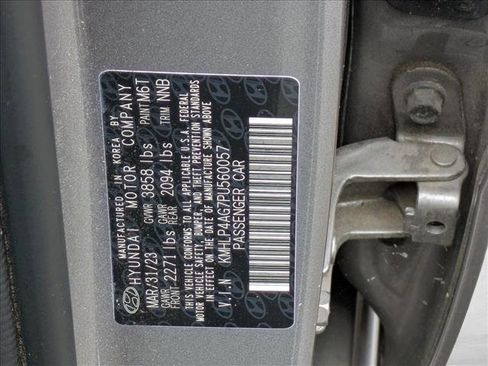 MANUFACTURED IN KOREA BY
HYUNDAI MOTOR COMPANY
MAR/31/23 GVWR 3858 lbs PAINT M6T
GAWR FRONT 2271 lbs GAWR REAR 2094 lbs TRIM NNB
THIS VEHICLE CONFORMS TO ALL APPLICABLE U.S.A. FEDERAL
MOTOR VEHICLE SAFETY, BUMPER, AND THEFT PREVENTION STANDARDS
IN EFFECT ON THE DATE OF MANUFACTURE SHOWN ABOVE
V.I.N KMHLP4AG7PU560057
PASSENGER CAR